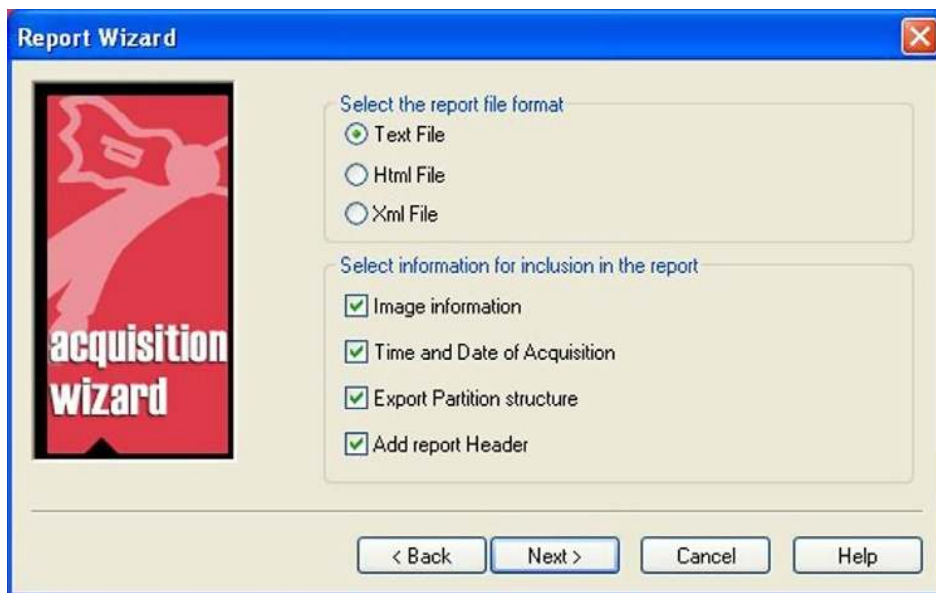 Report Wizard
acquisition
wizard
Select the report file format
Text File
Html File
Xml File
Select information for inclusion in the report
Image information
Time and Date of Acquisition
Export Partition structure
Add report Header
< Back
Next >
Cancel
Help